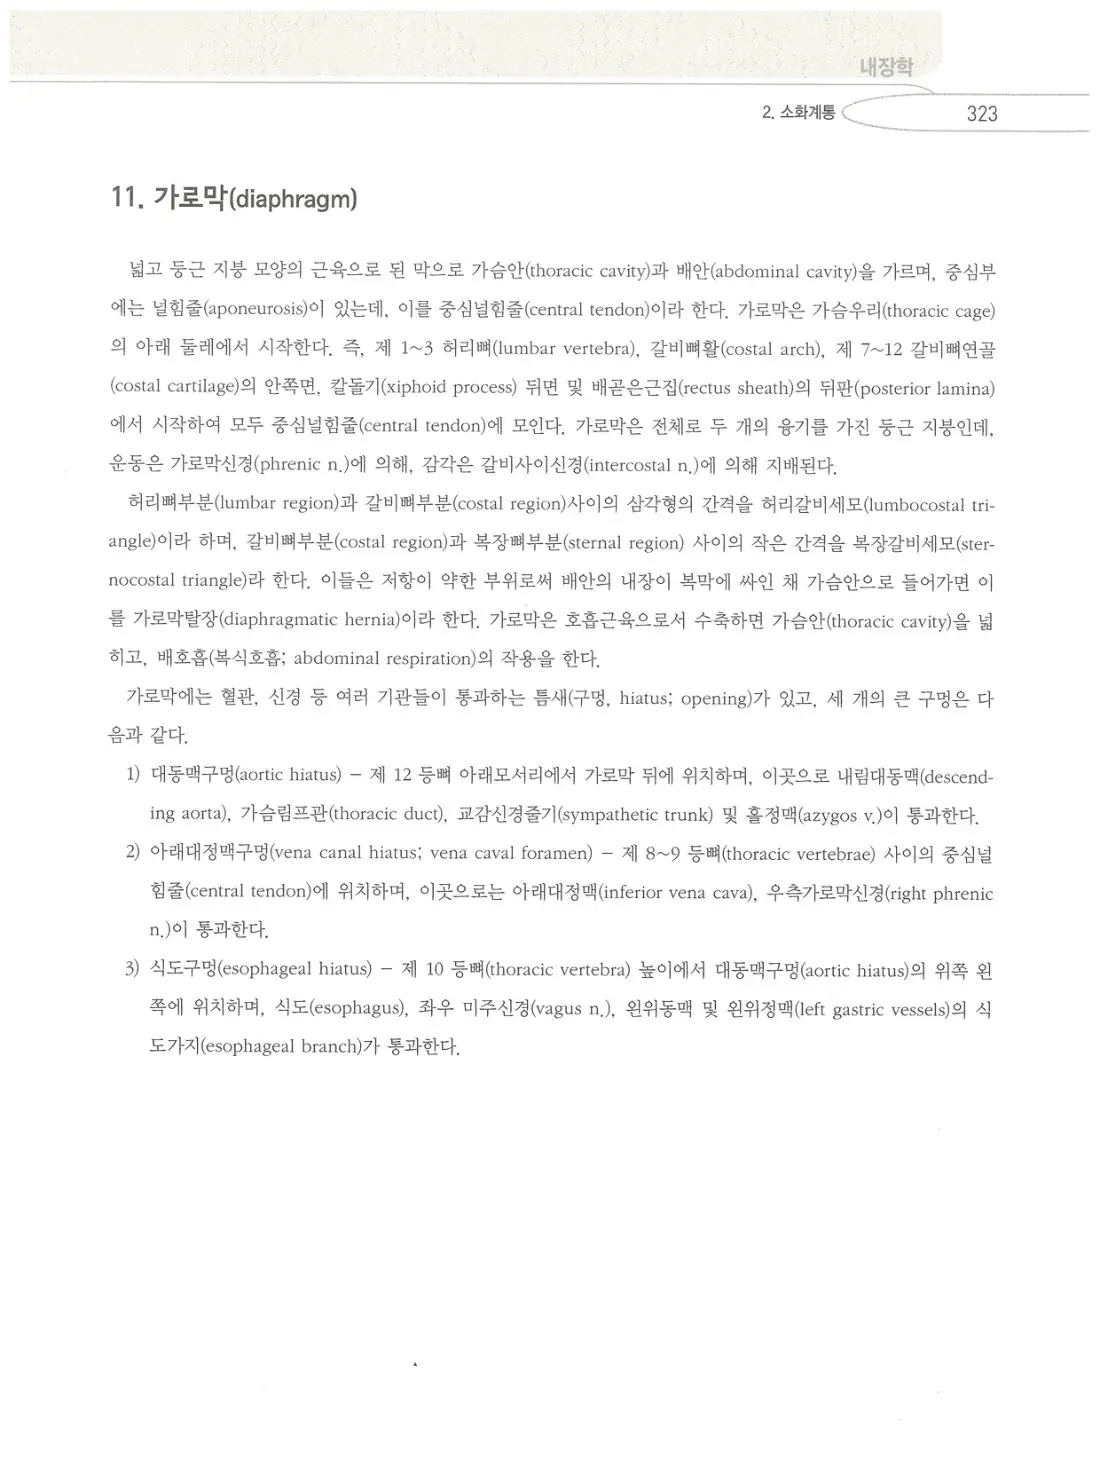 내장학
2. 소화계통
323
11. 가로막(diaphragm)
넓고 둥근 지붕 모양의 근육으로 된 막으로 가슴안(thoracic cavity)과 배안(abdominal cavity)을 가르며, 중심부
에는 널힘줄(aponeurosis)이 있는데, 이를 중심널힘줄(central tendon)이라 한다. 가로막은 가슴우리(thoracic cage)
의 아래 둘레에서 시작한다. 즉, 제 1~3 허리뼈(lumbar vertebra), 갈비뼈활(costal arch), 제 7~12 갈비뼈연골
(costal cartilage)의 안쪽면, 칼돌기(xiphoid process) 뒤면 및 배곧은근집(rectus sheath)의 뒤판(posterior lamina)
에서 시작하여 모두 중심널힘줄(central tendon)에 모인다. 가로막은 전체로 두 개의 융기를 가진 둥근 지붕인데,
운동은 가로막신경(phrenic n.)에 의해, 감각은 갈비사이신경(intercostal n.)에 의해 지배된다.
허리뼈부분(lumbar region)과 갈비뼈부분(costal region)사이의 삼각형의 간격을 허리갈비세모(lumbocostal tri-
angle)이라 하며, 갈비뼈부분(costal region)과 복장뼈부분(sternal region) 사이의 작은 간격을 복장갈비세모(ster-
nocostal triangle)라 한다. 이들은 저항이 약한 부위로써 배안의 내장이 복막에 싸인 채 가슴안으로 들어가면 이
를 가로막탈장(diaphragmatic hernia)이라 한다. 가로막은 호흡근육으로서 수축하면 가슴안(thoracic cavity)을 넓
히고, 배호흡(복식호흡; abdominal respiration)의 작용을 한다.
가로막에는 혈관, 신경 등 여러 기관들이 통과하는 틈새(구멍, hiatus; opening)가 있고, 세 개의 큰 구멍은 다
음과 같다.
1) 대동맥구멍(aortic hiatus) – 제 12 등뼈 아래모서리에서 가로막 뒤에 위치하며, 이곳으로 내림대동맥(descend-
ing aorta), 가슴림프관(thoracic duct), 교감신경줄기(sympathetic trunk) 및 홀정맥(azygos v.)이 통과한다.
2) 아래대정맥구멍(vena canal hiatus; vena caval foramen) – 제 8~9 등뼈(thoracic vertebrae) 사이의 중심널
힘줄(central tendon)에 위치하며, 이곳으로는 아래대정맥(inferior vena cava), 우측가로막신경(right phrenic
n.)이 통과한다.
3) 식도구멍(esophageal hiatus) – 제 10 등뼈(thoracic vertebra) 높이에서 대동맥구멍(aortic hiatus)의 위쪽 왼
쪽에 위치하며, 식도(esophagus), 좌우 미주신경(vagus n.), 왼위동맥 및 왼위정맥(left gastric vessels)의 식
도가지(esophageal branch)가 통과한다.